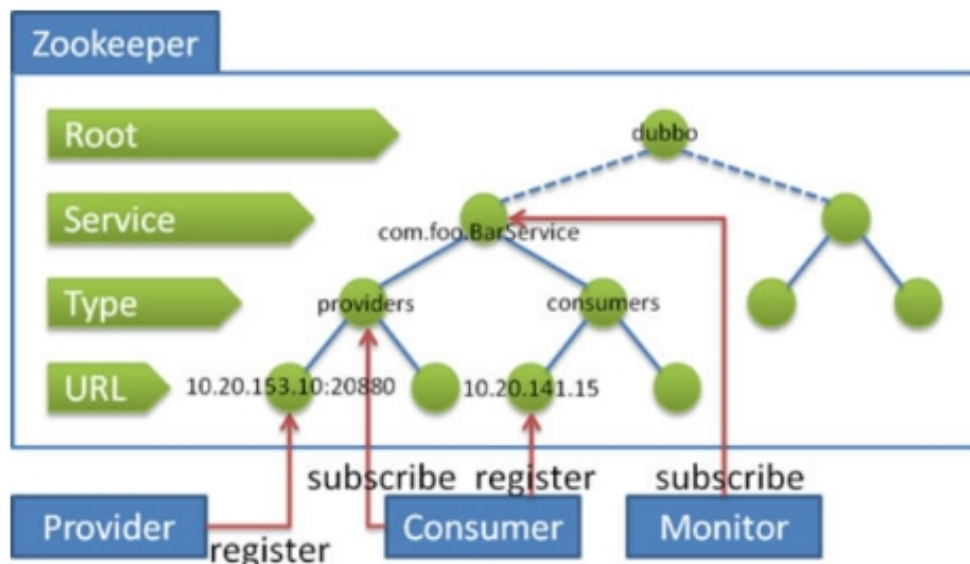 Zookeeper
Root
dubbo
Service
com.foo.BarService
Type
providers
consumers
URL
10.20.153.10:20880
10.20.141.15
subscribe
register
subscribe
Provider
register
Consumer
Monitor